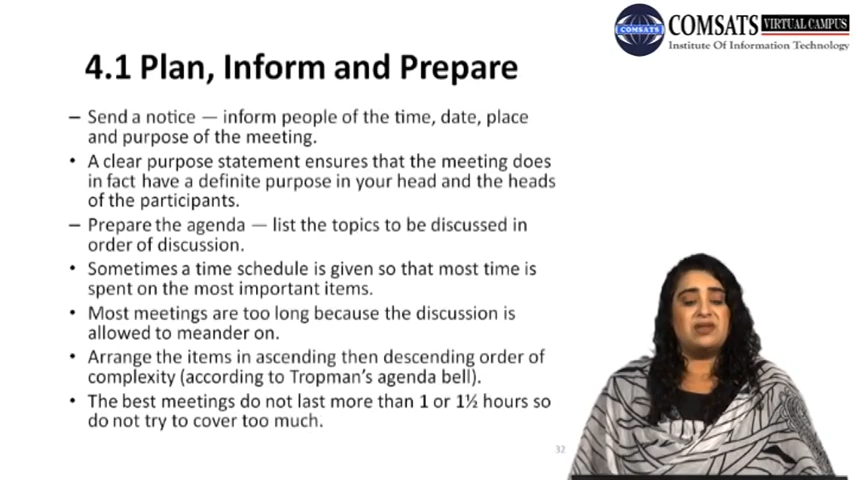 COMSATS VIRTUAL CAMPUS
COMSATS
Institute Of Information Technology
4.1 Plan, Inform and Prepare
– Send a notice — inform people of the time, date, place
and purpose of the meeting.
• A clear purpose statement ensures that the meeting does
in fact have a definite purpose in your head and the heads
of the participants.
– Prepare the agenda — list the topics to be discussed in
order of discussion.
• Sometimes a time schedule is given so that most time is
spent on the most important items.
• Most meetings are too long because the discussion is
allowed to meander on.
• Arrange the items in ascending then descending order of
complexity (according to Tropman's agenda bell).
• The best meetings do not last more than 1 or 1½ hours so
do not try to cover too much.
32